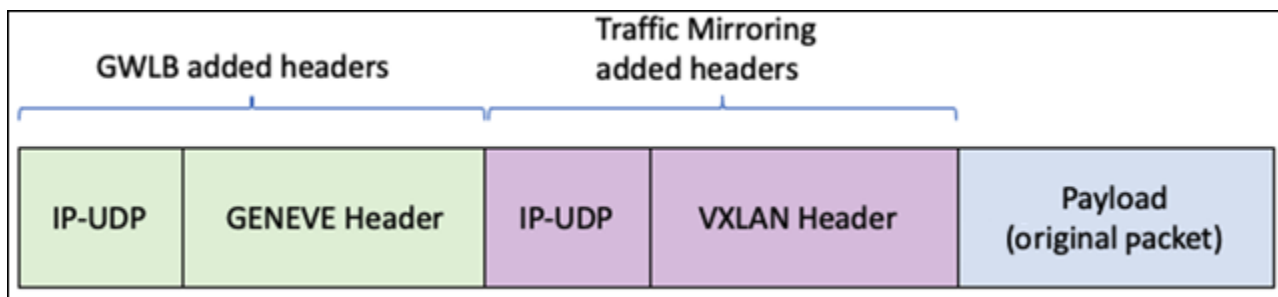 Traffic Mirroring
GWLB added headers
added headers
IP-UDP
GENEVE Header
IP-UDP
VXLAN Header
Payload
(original packet)